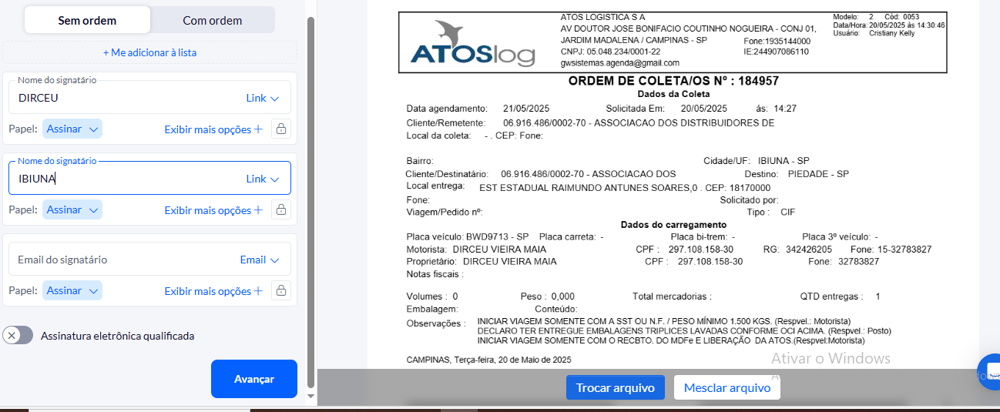 Sem ordem Com ordem
+ Me adicionar à lista
Nome do signatário
DIRCEU Link
Papel: Assinar Exibir mais opções +
Nome do signatário
IBIUNA Link
Papel: Assinar Exibir mais opções +
Email do signatário Email
Papel: Assinar Exibir mais opções +
Assinatura eletrônica qualificada
Avançar
ATOSlog
ATOS LOGISTICA S A
AV DOUTOR JOSE BONIFACIO COUTINHO NOGUEIRA - CONJ 01,
JARDIM MADALENA / CAMPINAS - SP Fone:1935144000
CNPJ: 05.048.234/0001-22 IE:244907086110
gwsistemas.agenda@gmail.com
Modelo: 2 Cód: 0053
Data/Hora: 20/05/2025 às 14:30:46
Usuário: Cristiany Kelly
ORDEM DE COLETA/OS Nº : 184957
Dados da Coleta
Data agendamento: 21/05/2025 Solicitada Em: 20/05/2025 ás: 14:27
Cliente/Remetente: 06.916.486/0002-70 - ASSOCIACAO DOS DISTRIBUIDORES DE
Local da coleta: - . CEP: Fone:
Bairro: Cidade/UF: IBIUNA - SP
Cliente/Destinatário: 06.916.486/0002-70 - ASSOCIACAO DOS Destino: PIEDADE - SP
Local entrega: EST ESTADUAL RAIMUNDO ANTUNES SOARES,0 . CEP: 18170000
Fone: Solicitado por:
Viagem/Pedido nº: Tipo : CIF
Dados do carregamento
Placa veículo: BWD9713 - SP Placa carreta: - Placa bi-trem: - Placa 3º veículo: -
Motorista: DIRCEU VIEIRA MAIA CPF : 297.108.158-30 RG: 342426205 Fone: 15-32783827
Proprietário: DIRCEU VIEIRA MAIA CPF : 297.108.158-30 Fone: 32783827
Notas fiscais :
Volumes : 0 Peso : 0,000 Total mercadorias : QTD entregas : 1
Embalagem: Conteúdo:
Observações : INICIAR VIAGEM SOMENTE COM A SST OU N.F. / PESO MÍNIMO 1.500 KGS. (Respvel.: Motorista)
DECLARO TER ENTREGUE EMBALAGENS TRIPLICES LAVADAS CONFORME OCI ACIMA. (Respvel.: Posto)
INICIAR VIAGEM SOMENTE COM O RECBTO. DO MDFe E LIBERAÇÃO DA ATOS.(Respvel:Motorista)
CAMPINAS, Terça-feira, 20 de Maio de 2025
Ativar o Windows
Trocar arquivo Mesclar arquivo